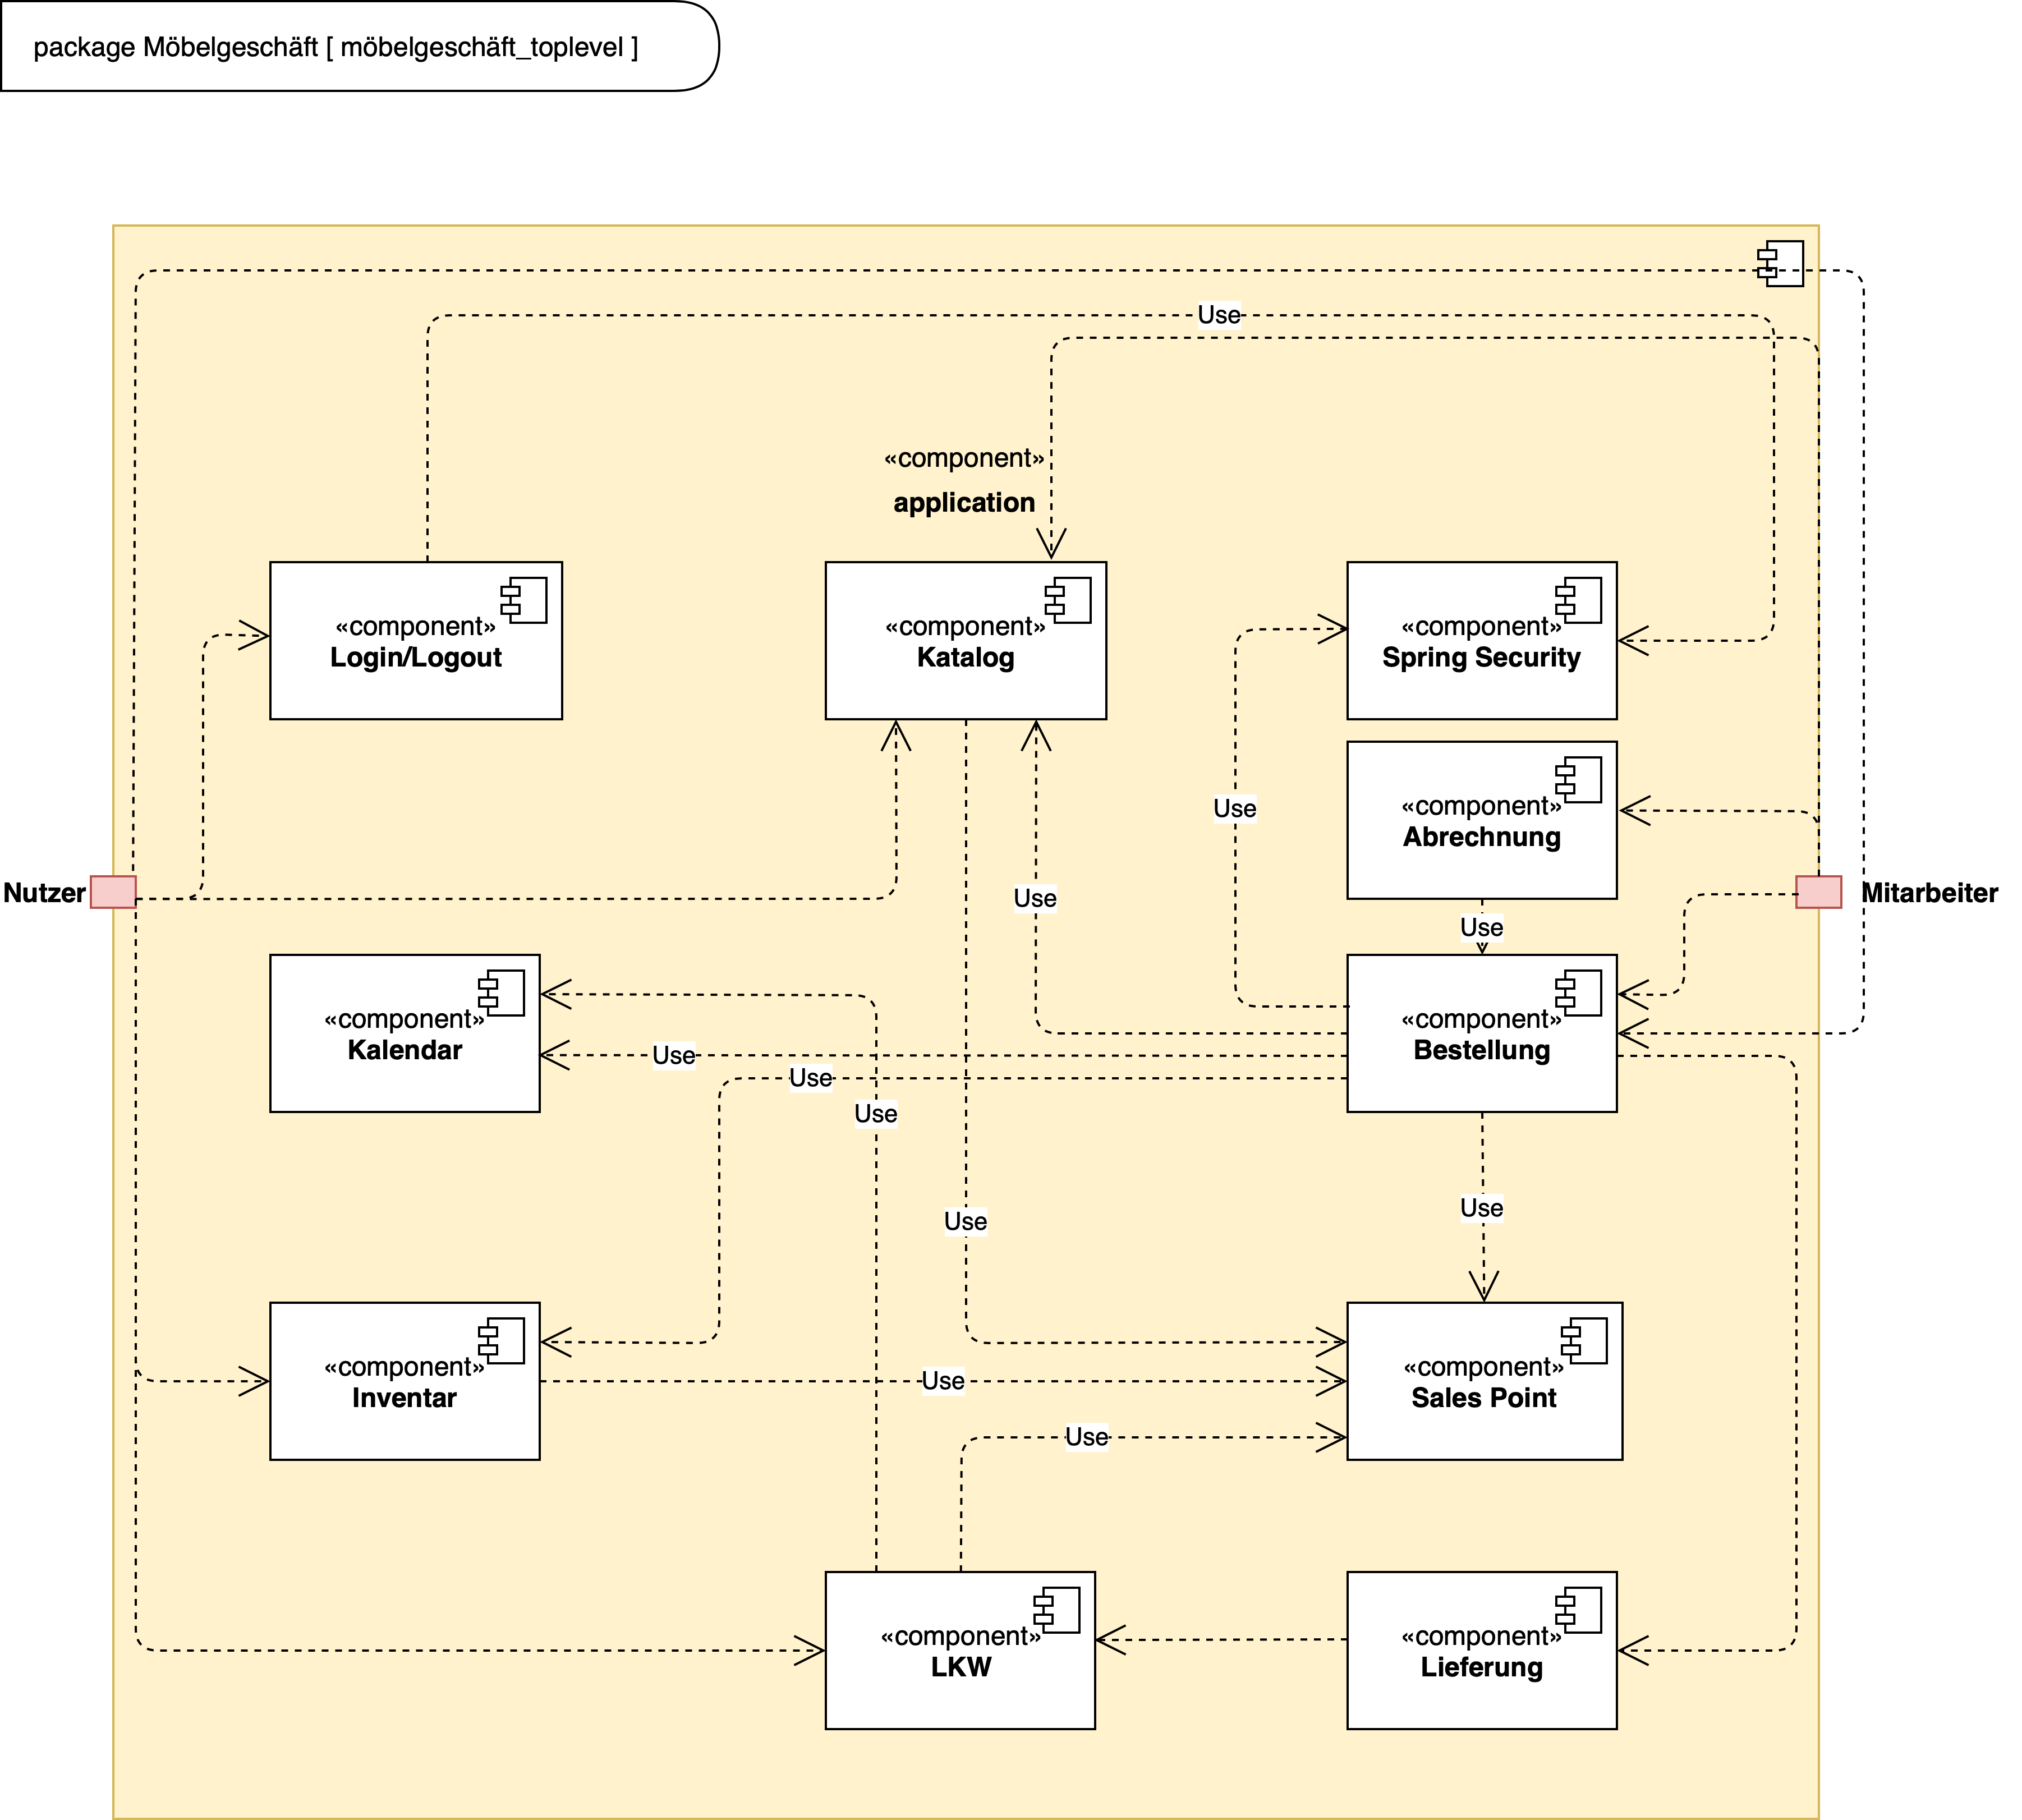 package Möbelgeschäft [ möbelgeschäft_toplevel ]
Use
«component»
application
«component»
Login/Logout
«component»
Katalog
«component»
Spring Security
Use
«component»
Abrechnung
Nutzer
Use
Mitarbeiter
Use
«component»
Kalendar
«component»
Bestellung
Use
Use
Use
Use
Use
«component»
Inventar
Use
«component»
Sales Point
Use
«component»
LKW
«component»
Lieferung